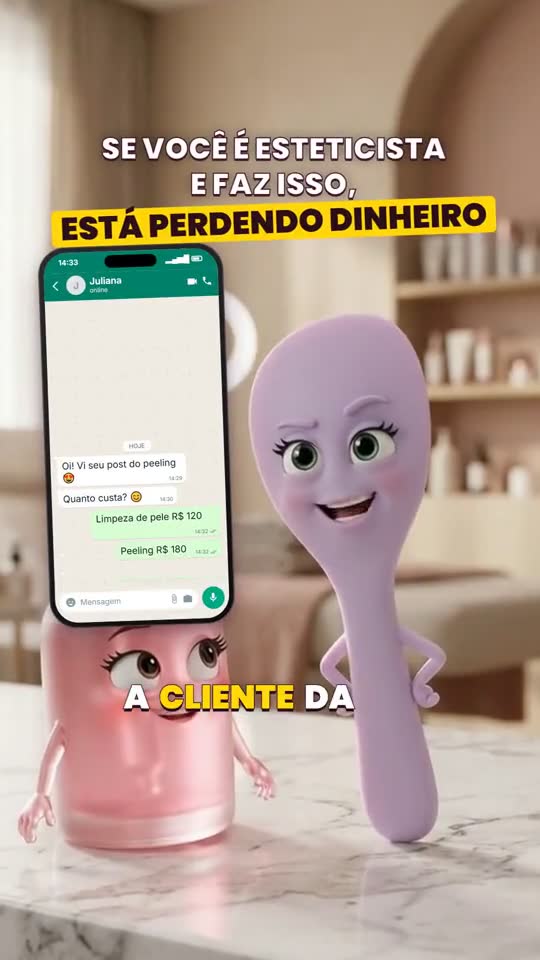 SE VOCÊ É ESTETICISTA
E FAZ ISSO,
ESTÁ PERDENDO DINHEIRO
14:33
J
Juliana
online
HOJE
Oi! Vi seu post do peeling
😍
14:29
Quanto custa? 😊
14:30
Limpeza de pele R$ 120
14:32
Peeling R$ 180
14:32
Mensagem
A CLIENTE DA